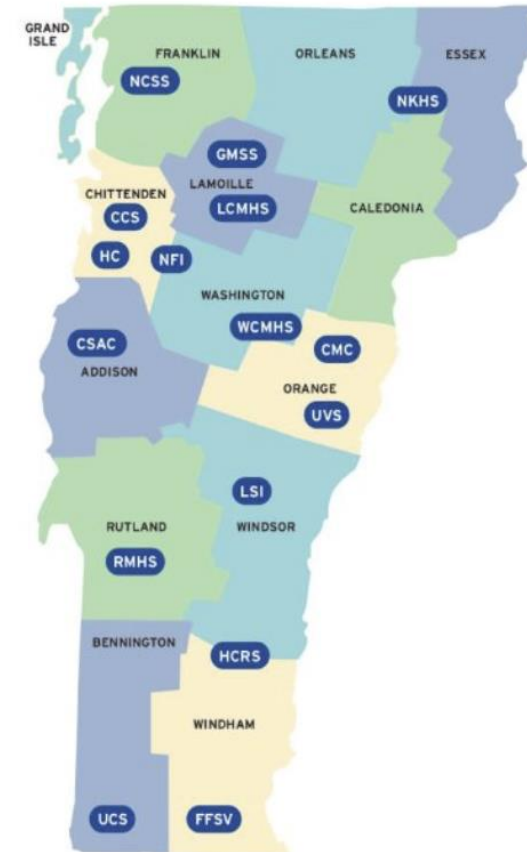 GRAND
ISLE
FRANKLIN
ORLEANS
ESSEX
NCSS
NKHS
GMSS
LAMOILLE
CHITTENDEN
LCMHS
CALEDONIA
CCS
HC
NFI
WASHINGTON
WCMHS
CSAC
CMC
ADDISON
ORANGE
UVS
LSI
RUTLAND
WINDSOR
RMHS
BENNINGTON
HCRS
WINDHAM
UCS
FFSV